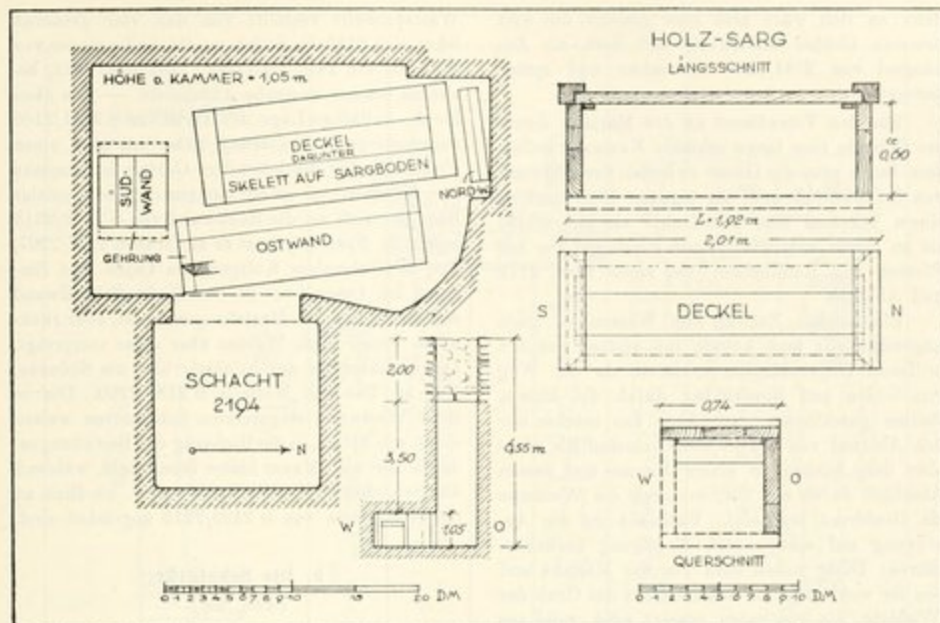 HÖHE D. KAMMER = 1,05 m.
DECKEL
DARUNTER
SKELETT AUF SARGBODEN
NORDW.
SÜD-
WAND
GEHRUNG
OSTWAND
SCHACHT
2194
N
2,00
3,50
6,55 m
1,05
W
O
0 1 2 3 4 5 6 7 8 9 10 15 20 D.M.
HOLZ-SARG
LÄNGSSCHNITT
0,60
L = 1,92 m.
2,01 m.
S
DECKEL
N
0,74
W
O
QUERSCHNITT
0 1 2 3 4 5 6 7 8 9 10 D.M.